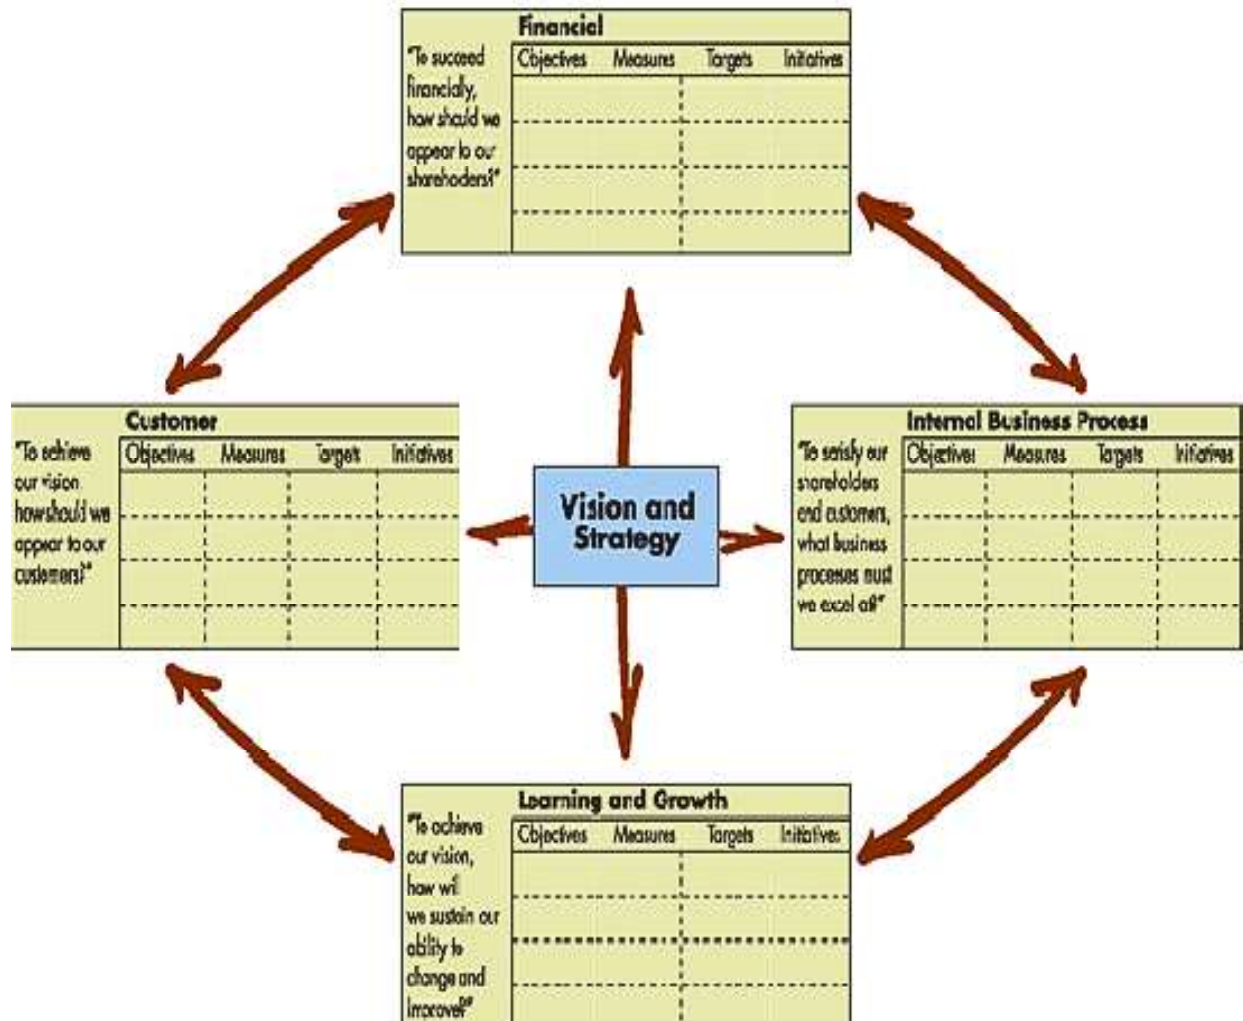 Financial
"To succeed
financially,
how should we
appear to our
shareholders?"
Objectives Measures Targets Initiatives
Customer
"To achieve
our vision
how should we
appear to our
customers?"
Objectives Measures Targets Initiatives
Vision and
Strategy
Internal Business Process
"To satisfy our
shareholders
and customers,
what business
processes must
we excel at?"
Objectives Measures Targets Initiatives
Learning and Growth
"To achieve
our vision,
how will
we sustain our
ability to
change and
improve?"
Objectives Measures Targets Initiatives